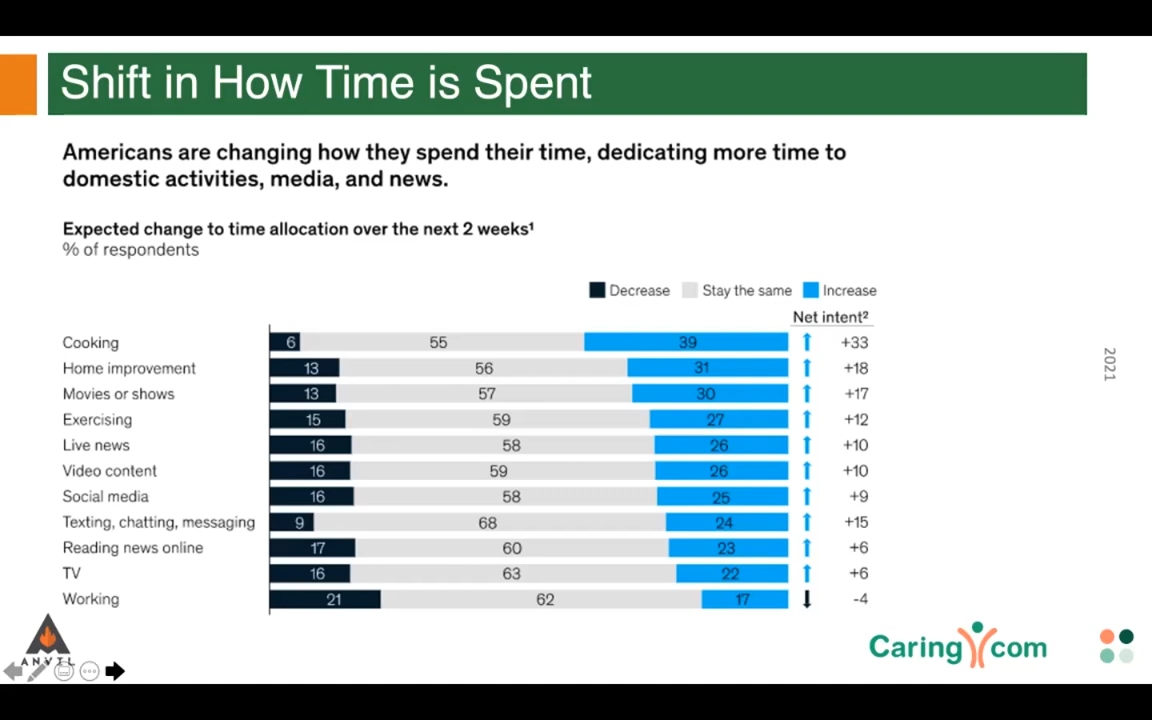 Shift in How Time is Spent
Americans are changing how they spend their time, dedicating more time to
domestic activities, media, and news.
Expected change to time allocation over the next 2 weeks¹
% of respondents
Decrease Stay the same Increase
Net intent²
Cooking 6 55 39 +33
Home improvement 13 56 31 +18
Movies or shows 13 57 30 +17
Exercising 15 59 27 +12
Live news 16 58 26 +10
Video content 16 59 26 +10
Social media 16 58 25 +9
Texting, chatting, messaging 9 68 24 +15
Reading news online 17 60 23 +6
TV 16 63 22 +6
Working 21 62 17 -4
2021
ANVIL
Caring com